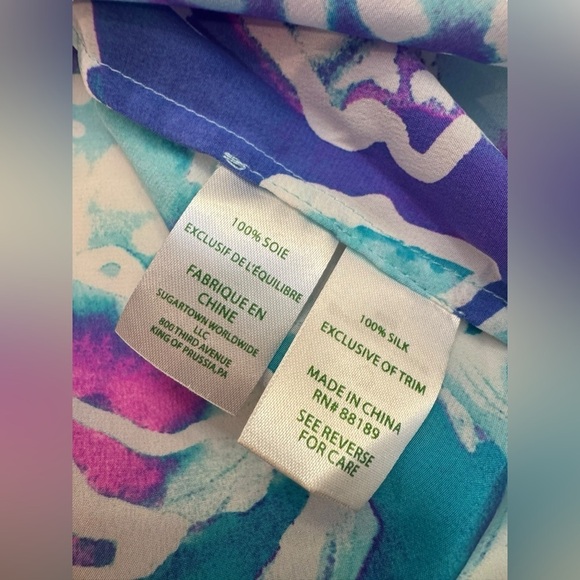 100% SOIE
EXCLUSIF DE L'ÉQUILIBRE
FABRIQUE EN
CHINE
SUGARTOWN WORLDWIDE
LLC
800 THIRD AVENUE
KING OF PRUSSIA,PA
100% SILK
EXCLUSIVE OF TRIM
MADE IN CHINA
RN# 88189
SEE REVERSE
FOR CARE